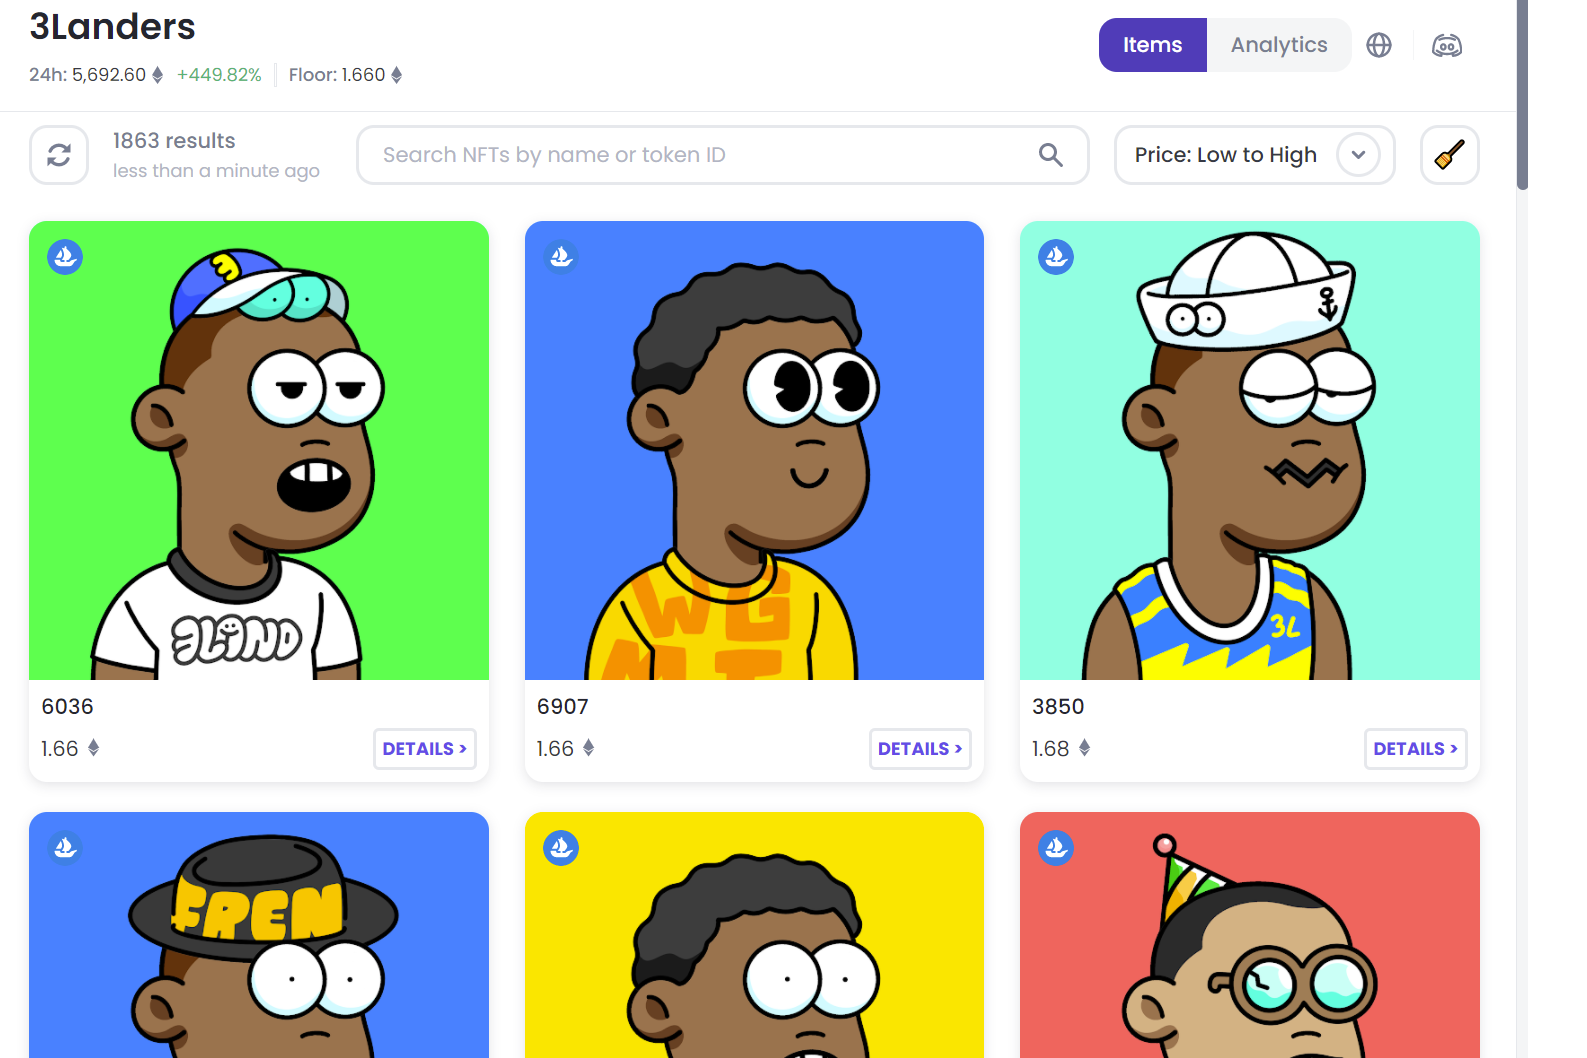 3Landers
24h: 5,692.60 +449.82% Floor: 1.660
Items
Analytics
1863 results
less than a minute ago
Search NFTs by name or token ID
Price: Low to High
3LAND
WG
MI
3L
6036
1.66
DETAILS >
6907
1.66
DETAILS >
3850
1.68
DETAILS >
FREN